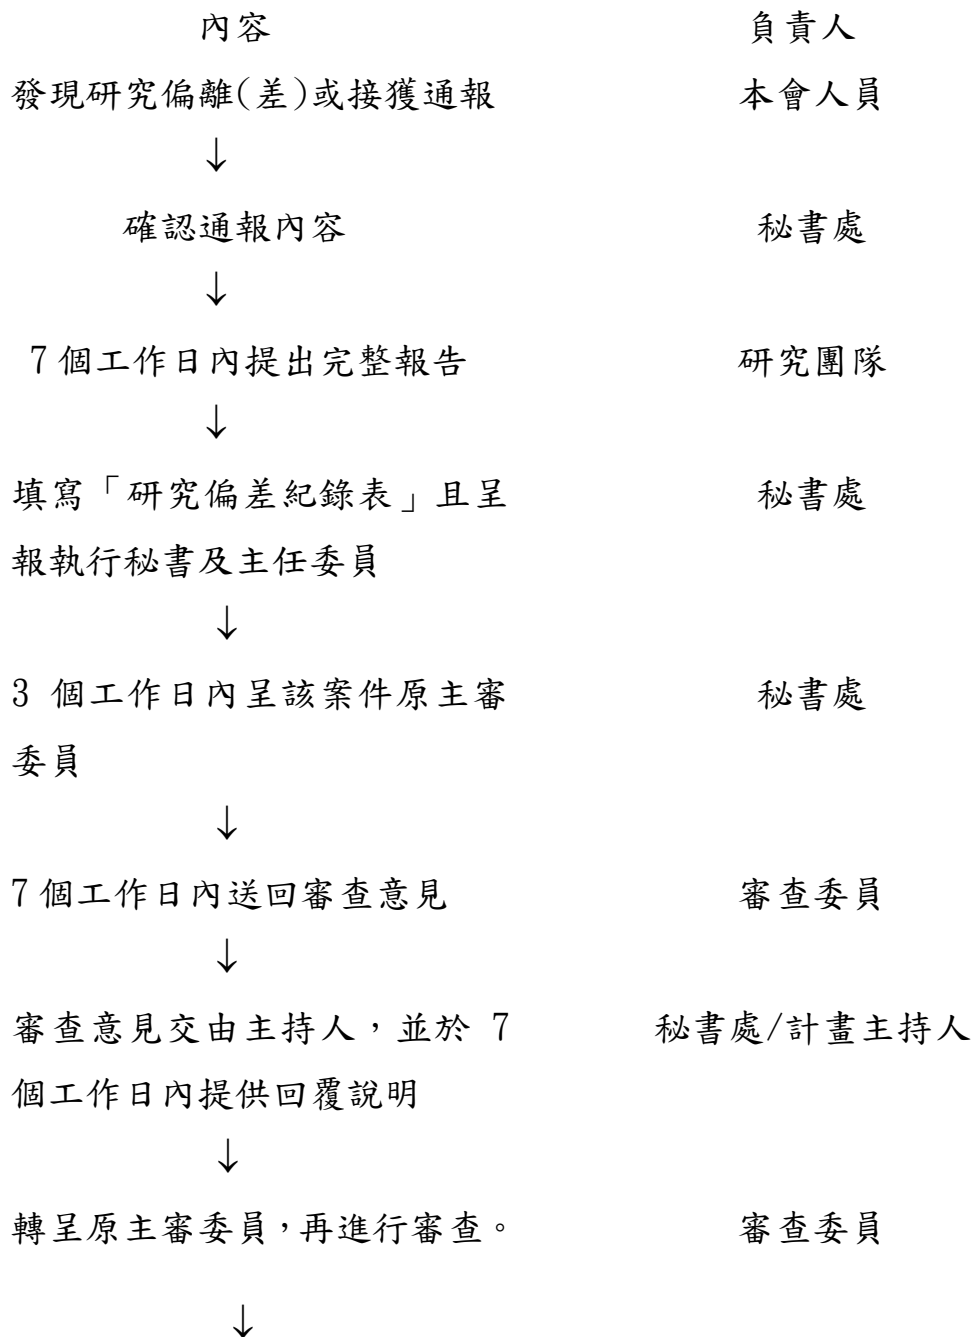 內容 負責人
發現研究偏離(差)或接獲通報 本會人員
↓
確認通報內容 秘書處
↓
7個工作日內提出完整報告 研究團隊
↓
填寫「研究偏差紀錄表」且呈 秘書處
報執行秘書及主任委員
↓
3 個工作日內呈該案件原主審 秘書處
委員
↓
7個工作日內送回審查意見 審查委員
↓
審查意見交由主持人，並於 7 秘書處/計畫主持人
個工作日內提供回覆說明
↓
轉呈原主審委員，再進行審查。 審查委員
↓